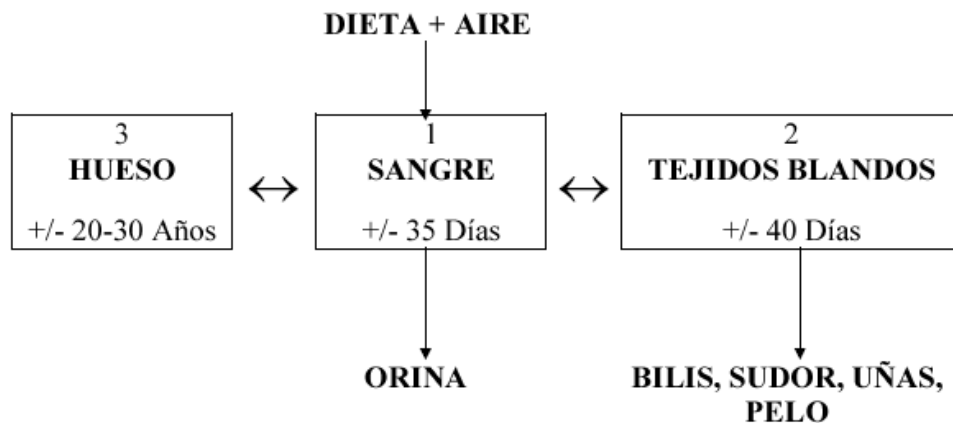 DIETA + AIRE
3
HUESO
+/- 20-30 Años
1
SANGRE
+/- 35 Días
2
TEJIDOS BLANDOS
+/- 40 Días
ORINA
BILIS, SUDOR, UÑAS,
PELO